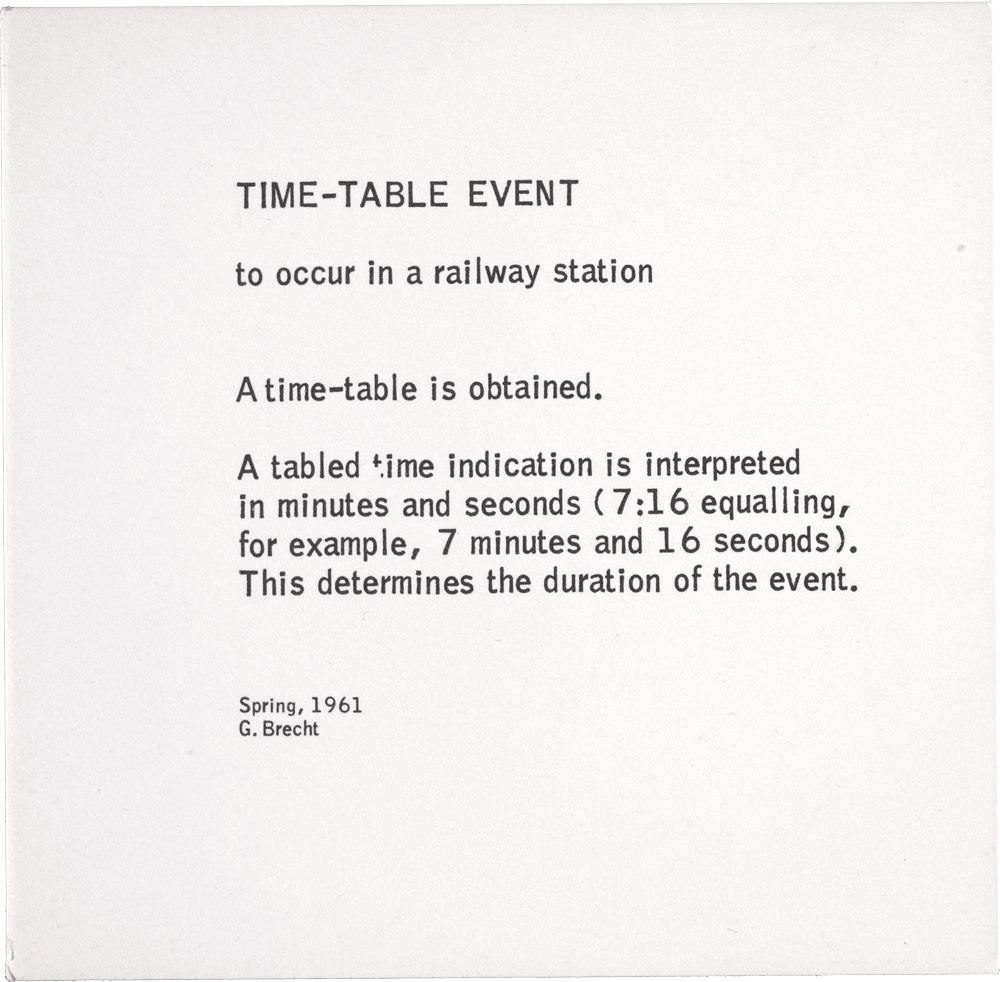 TIME-TABLE EVENT
to occur in a railway station
A time-table is obtained.
A tabled time indication is interpreted
in minutes and seconds (7:16 equalling,
for example, 7 minutes and 16 seconds).
This determines the duration of the event.
Spring, 1961
G. Brecht